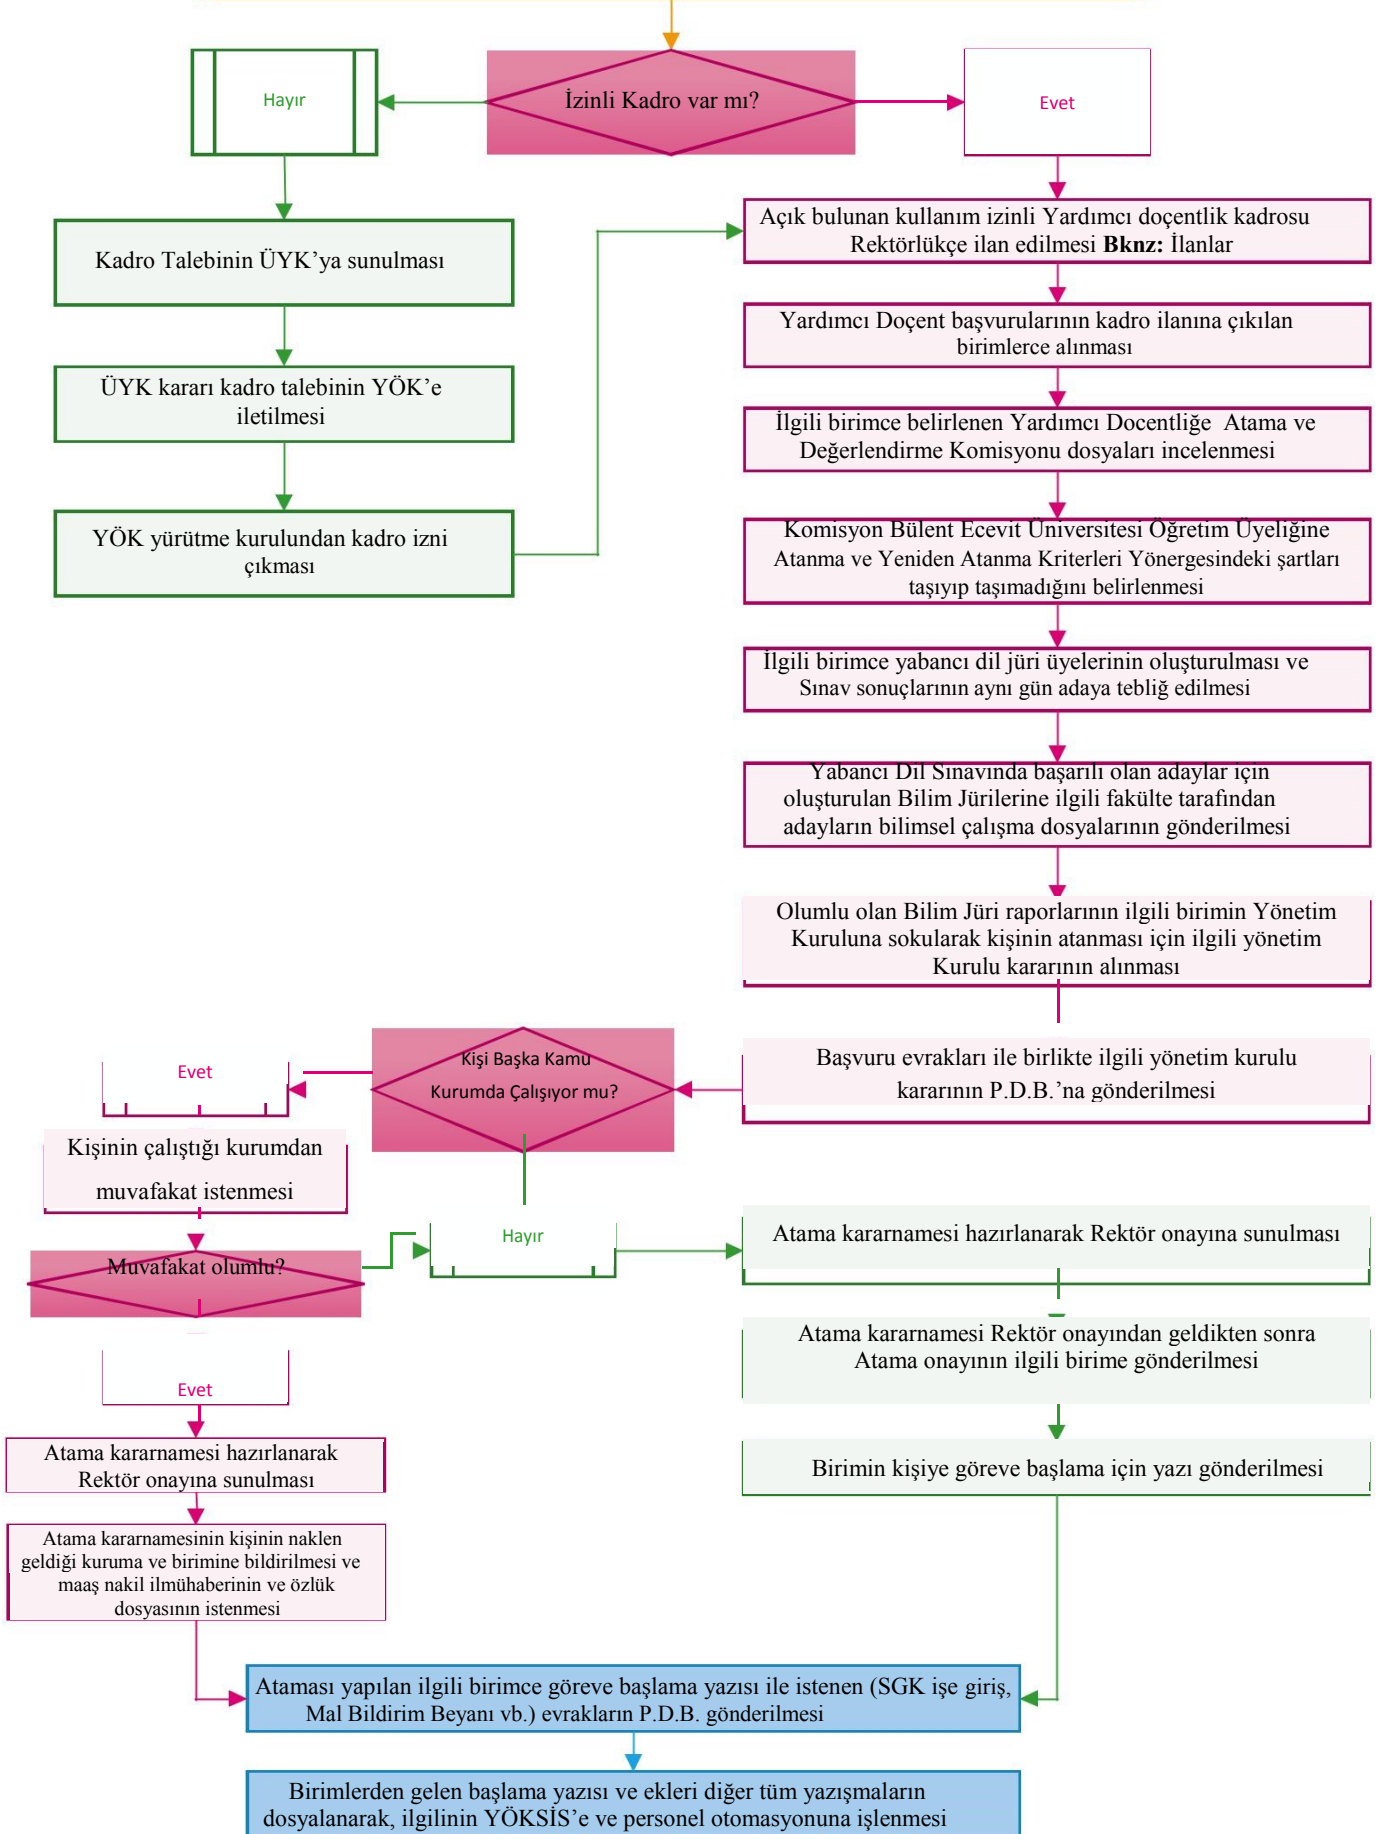 İzinli Kadro var mı?
Hayır
Evet
Kadro Talebinin ÜYK’ya sunulması
ÜYK kararı kadro talebinin YÖK’e
iletilmesi
YÖK yürütme kurulundan kadro izni
çıkması
Açık bulunan kullanım izinli Yardımcı doçentlik kadrosu
Rektörlükçe ilan edilmesi Bknz: İlanlar
Yardımcı Doçent başvurularının kadro ilanına çıkılan
birimlerce alınması
İlgili birimce belirlenen Yardımcı Docentliğe Atama ve
Değerlendirme Komisyonu dosyaları incelenmesi
Komisyon Bülent Ecevit Üniversitesi Öğretim Üyeliğine
Atanma ve Yeniden Atanma Kriterleri Yönergesindeki şartları
taşıyıp taşımadığını belirlenmesi
İlgili birimce yabancı dil jüri üyelerinin oluşturulması ve
Sınav sonuçlarının aynı gün adaya tebliğ edilmesi
Yabancı Dil Sınavında başarılı olan adaylar için
oluşturulan Bilim Jürilerine ilgili fakülte tarafından
adayların bilimsel çalışma dosyalarının gönderilmesi
Olumlu olan Bilim Jüri raporlarının ilgili birimin Yönetim
Kuruluna sokularak kişinin atanması için ilgili yönetim
Kurulu kararının alınması
Başvuru evrakları ile birlikte ilgili yönetim kurulu
kararının P.D.B.’na gönderilmesi
Kişi Başka Kamu
Kurumda Çalışıyor mu?
Evet
Kişinin çalıştığı kurumdan
muvafakat istenmesi
Muvafakat olumlu?
Hayır
Evet
Atama kararnamesi hazırlanarak
Rektör onayına sunulması
Atama kararnamesinin kişinin naklen
geldiği kuruma ve birimine bildirilmesi ve
maaş nakil ilmühaberinin ve özlük
dosyasının istenmesi
Atama kararnamesi hazırlanarak Rektör onayına sunulması
Atama kararnamesi Rektör onayından geldikten sonra
Atama onayının ilgili birime gönderilmesi
Birimin kişiye göreve başlama için yazı gönderilmesi
Ataması yapılan ilgili birimce göreve başlama yazısı ile istenen (SGK işe giriş,
Mal Bildirim Beyanı vb.) evrakların P.D.B. gönderilmesi
Birimlerden gelen başlama yazısı ve ekleri diğer tüm yazışmaların
dosyalanarak, ilgilinin YÖKSİS’e ve personel otomasyonuna işlenmesi